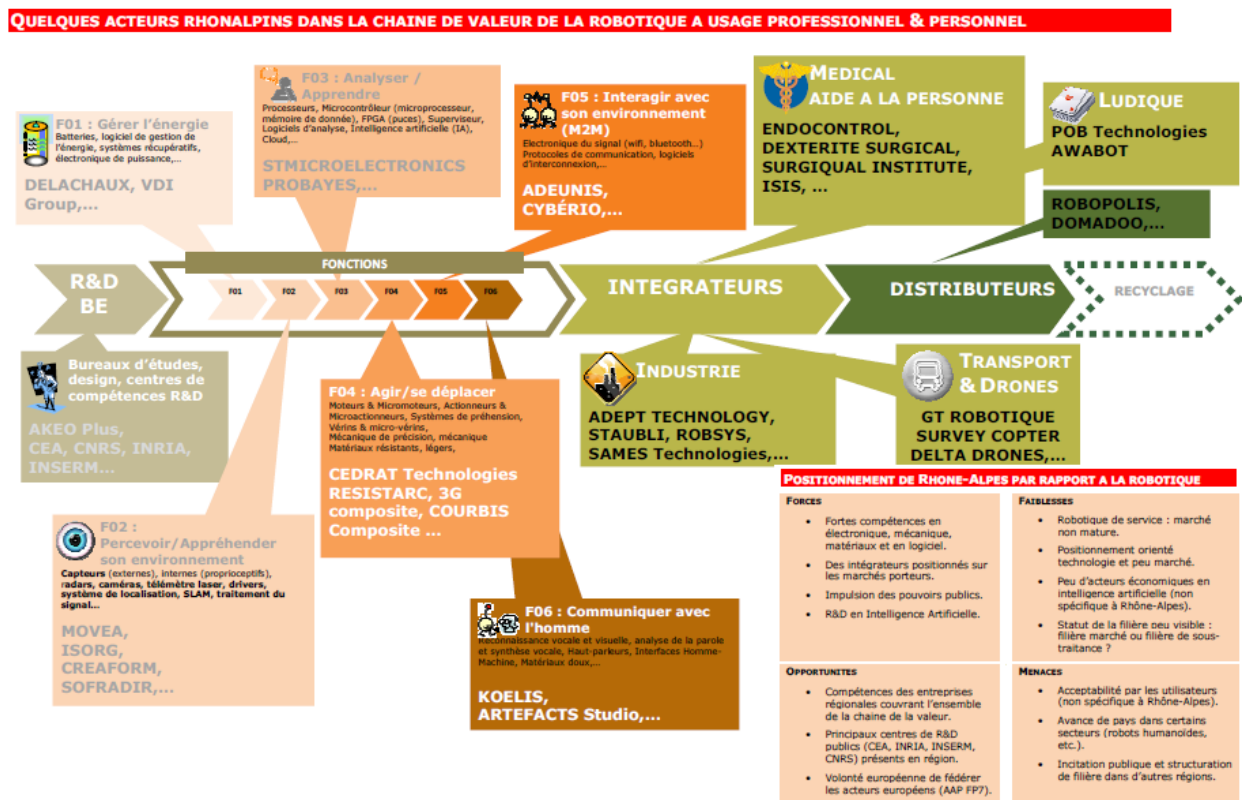 QUELQUES ACTEURS RHONALPINS DANS LA CHAINE DE VALEUR DE LA ROBOTIQUE A USAGE PROFESSIONNEL & PERSONNEL
F01 : Gérer l'énergie
Batteries, logiciel de gestion de
l'énergie, systèmes récupératifs,
électronique de puissance,...
DELACHAUX, VDI
Group,...
F03 : Analyser /
Apprendre
Processeurs, Microcontrôleur (microprocesseur,
mémoire de donnée), FPGA (puces), Superviseur,
Logiciels d'analyse, Intelligence artificielle (IA),
Cloud,...
STMICROELECTRONICS
PROBAYES,...
F05 : Interagir avec
son environnement
(M2M)
Electronique du signal (wifi, bluetooth...)
Protocoles de communication, logiciels
d'interconnexion,...
ADEUNIS,
CYBÉRIO,...
MEDICAL
AIDE A LA PERSONNE
ENDOCONTROL,
DEXTERITE SURGICAL,
SURGIQUAL INSTITUTE,
ISIS, ...
LUDIQUE
POB Technologies
AWABOT
ROBOPOLIS,
DOMADOO,...
R&D
BE
FONCTIONS
F01
F02
F03
F04
F05
F06
INTEGRATEURS
DISTRIBUTEURS
RECYCLAGE
Bureaux d'études,
design, centres de
compétences R&D
AKEO Plus,
CEA, CNRS, INRIA,
INSERM...
F04 : Agir/se déplacer
Moteurs & Micromoteurs, Actionneurs &
Microactionneurs, Systèmes de préhension,
Vérins & micro-vérins,
Mécanique de précision, mécanique
Matériaux résistants, légers,
CEDRAT Technologies
RESISTARC, 3G
composite, COURBIS
Composite ...
INDUSTRIE
ADEPT TECHNOLOGY,
STAUBLI, ROBSYS,
SAMES Technologies,...
TRANSPORT
& DRONES
GT ROBOTIQUE
SURVEY COPTER
DELTA DRONES,...
F02 :
Percevoir/Appréhender
son environnement
Capteurs (externes), internes (proprioceptifs),
radars, caméras, télémètre laser, drivers,
système de localisation, SLAM, traitement du
signal...
MOVEA,
ISORG,
CREAFORM,
SOFRADIR,...
F06 : Communiquer avec
l'homme
Reconnaissance vocale et visuelle, analyse de la parole
et synthèse vocale, Haut-parleurs, Interfaces Homme-
Machine, Matériaux doux,...
KOELIS,
ARTEFACTS Studio,...
POSITIONNEMENT DE RHONE-ALPES PAR RAPPORT A LA ROBOTIQUE
FORCES
• Fortes compétences en
électronique, mécanique,
matériaux et en logiciel.
• Des intégrateurs positionnés sur
les marchés porteurs.
• Impulsion des pouvoirs publics.
• R&D en Intelligence Artificielle.
FAIBLESSES
• Robotique de service : marché
non mature.
• Positionnement orienté
technologie et peu marché.
• Peu d'acteurs économiques en
intelligence artificielle (non
spécifique à Rhône-Alpes).
• Statut de la filière peu visible :
filière marché ou filière de sous-
traitance ?
OPPORTUNITES
• Compétences des entreprises
régionales couvrant l'ensemble
de la chaine de la valeur.
• Principaux centres de R&D
publics (CEA, INRIA, INSERM,
CNRS) présents en région.
• Volonté européenne de fédérer
les acteurs européens (AAP FP7).
MENACES
• Acceptabilité par les utilisateurs
(non spécifique à Rhône-Alpes).
• Avance de pays dans certains
secteurs (robots humanoïdes,
etc.).
• Incitation publique et structuration
de filière dans d'autres régions.